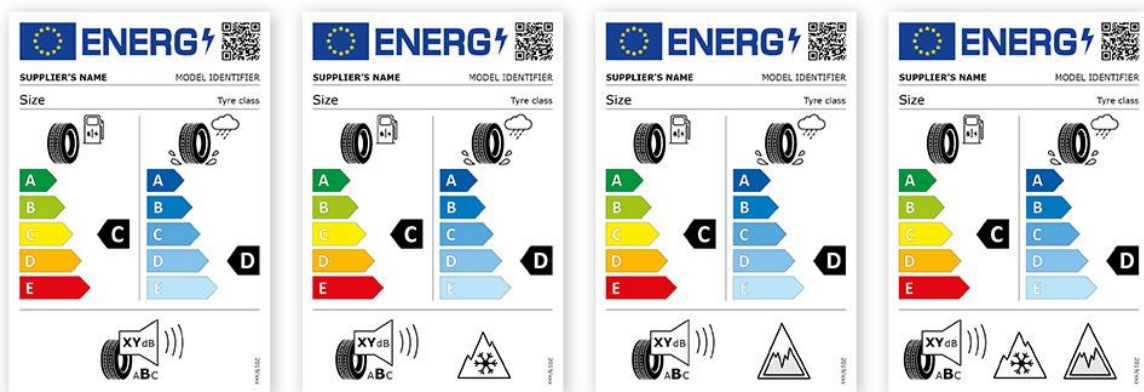 ENERG
SUPPLIER'S NAME MODEL IDENTIFIER
Size Tyre class
A A
B B
C C C
D D D
E E
XYdB
ABC
ENERG
SUPPLIER'S NAME MODEL IDENTIFIER
Size Tyre class
A A
B B
C C C
D D D
E E
XYdB
ABC
ENERG
SUPPLIER'S NAME MODEL IDENTIFIER
Size Tyre class
A A
B B
C C C
D D D
E E
XYdB
ABC
ENERG
SUPPLIER'S NAME MODEL IDENTIFIER
Size Tyre class
A A
B B
C C C
D D D
E E
XYdB
ABC